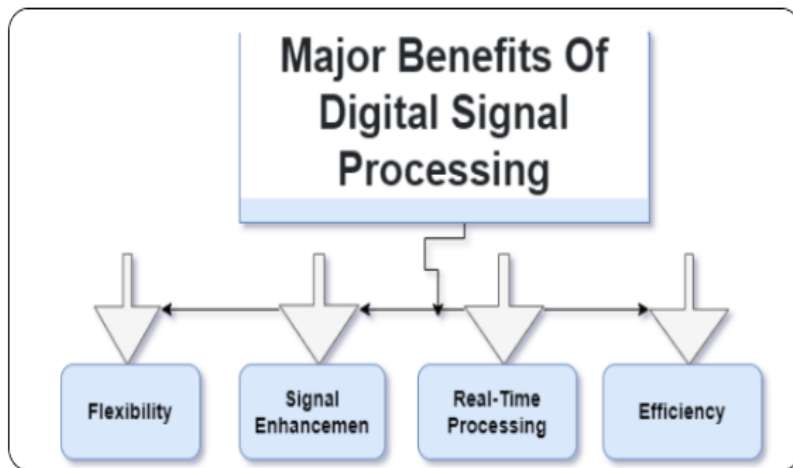 Major Benefits Of
Digital Signal
Processing
Flexibility
Signal
Enhancemen
Real-Time
Processing
Efficiency